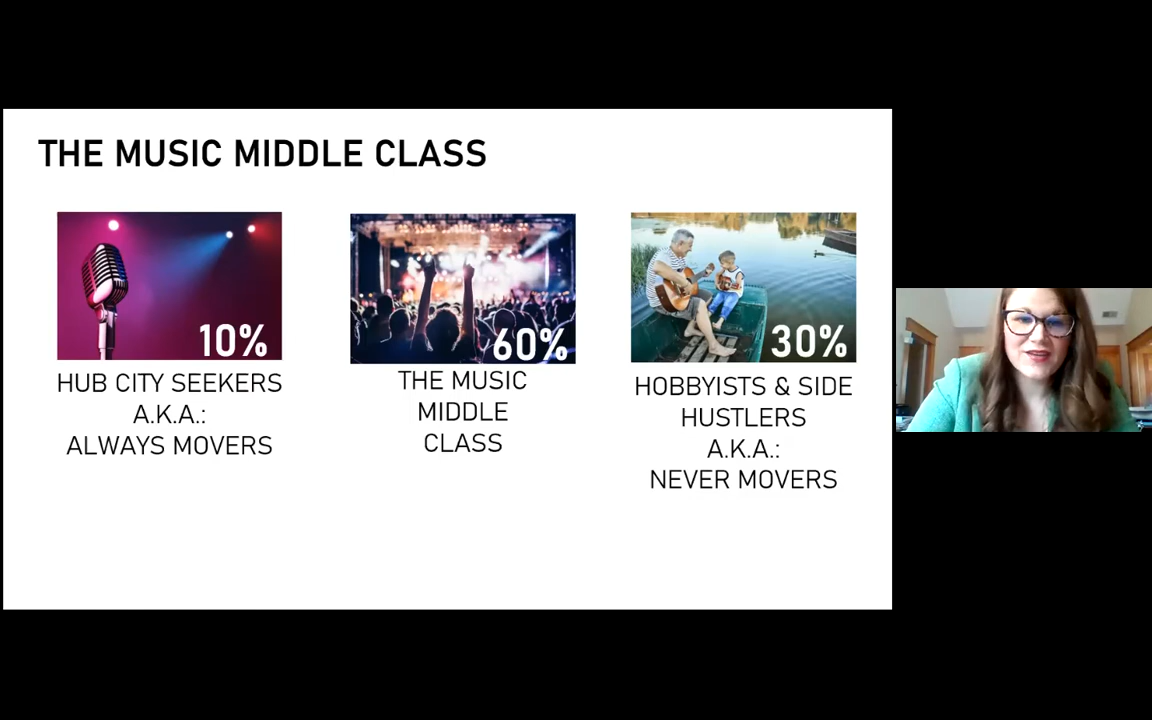 THE MUSIC MIDDLE CLASS
10%
HUB CITY SEEKERS
A.K.A.:
ALWAYS MOVERS
60%
THE MUSIC
MIDDLE
CLASS
30%
HOBBYISTS & SIDE
HUSTLERS
A.K.A.:
NEVER MOVERS